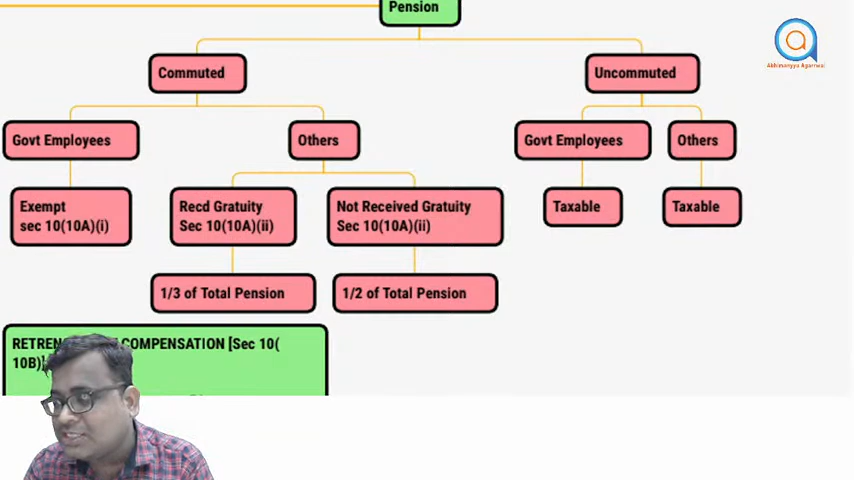 Pension
Commuted
Uncommuted
Govt Employees
Others
Govt Employees
Others
Exempt
sec 10(10A)(i)
Recd Gratuity
Sec 10(10A)(ii)
Not Received Gratuity
Sec 10(10A)(ii)
Taxable
Taxable
1/3 of Total Pension
1/2 of Total Pension
COMPENSATION [Sec 10(
10B)]
Abhimanyyu Agarrwal